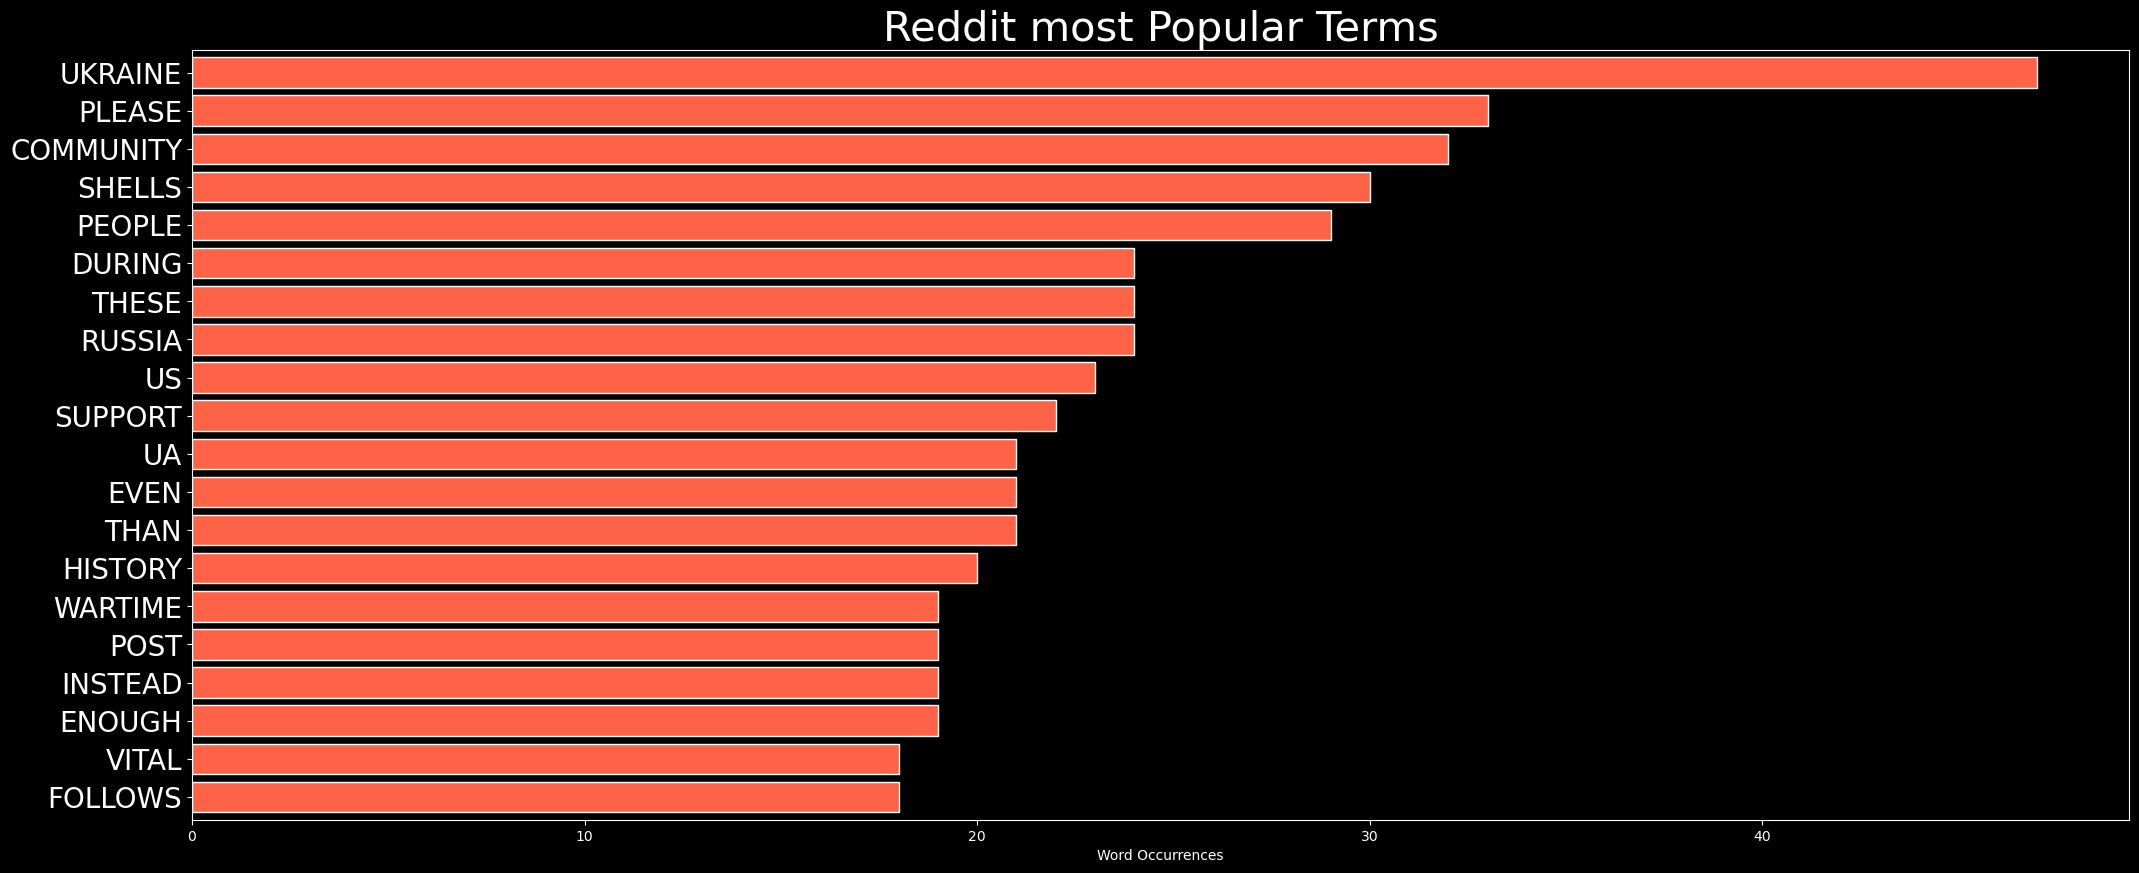 Reddit most Popular Terms
UKRAINE
PLEASE
COMMUNITY
SHELLS
PEOPLE
DURING
THESE
RUSSIA
US
SUPPORT
UA
EVEN
THAN
HISTORY
WARTIME
POST
INSTEAD
ENOUGH
VITAL
FOLLOWS
0 10 20 30 40
Word Occurrences